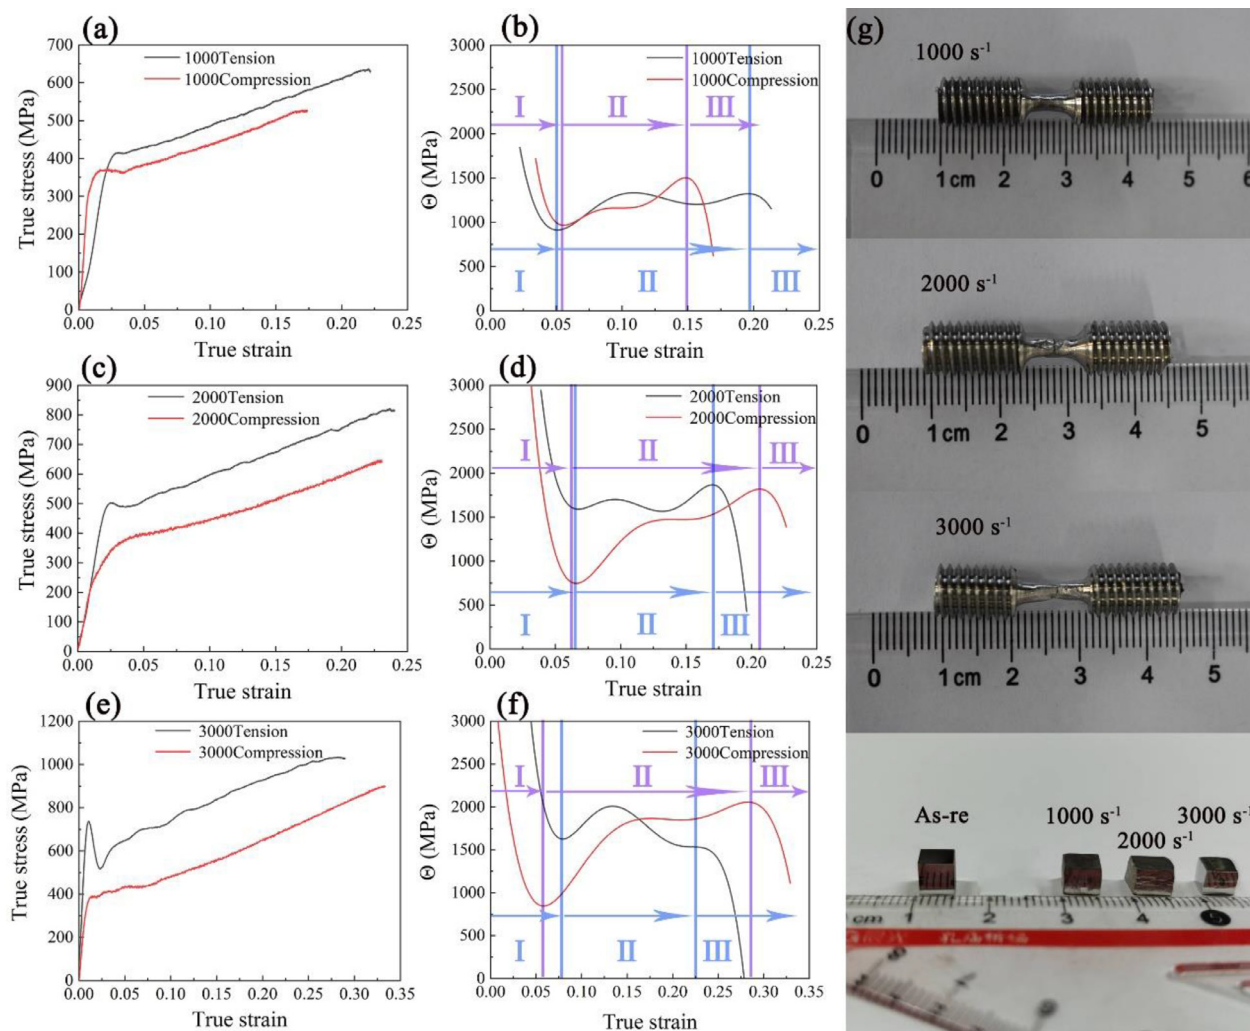 (a)
700
600
500
400
300
200
100
0
0.00 0.05 0.10 0.15 0.20 0.25
True stress (MPa)
True strain
1000Tension
1000Compression
(b)
3000
2500
2000
1500
1000
500
0
0.00 0.05 0.10 0.15 0.20 0.25
Θ (MPa)
True strain
1000Tension
1000Compression
I II III
I II III
(c)
900
800
700
600
500
400
300
200
100
0
0.00 0.05 0.10 0.15 0.20 0.25
True stress (MPa)
True strain
2000Tension
2000Compression
(d)
3000
2500
2000
1500
1000
500
0
0.00 0.05 0.10 0.15 0.20 0.25
Θ (MPa)
True strain
2000Tension
2000Compression
I II III
I II III
(e)
1200
1000
800
600
400
200
0
0.00 0.05 0.10 0.15 0.20 0.25 0.30 0.35
True stress (MPa)
True strain
3000Tension
3000Compression
(f)
3000
2500
2000
1500
1000
500
0
0.00 0.05 0.10 0.15 0.20 0.25 0.30 0.35
Θ (MPa)
True strain
3000Tension
3000Compression
I II III
I II III
(g)
1000 s⁻¹
0 1cm 2 3 4 5 6
2000 s⁻¹
0 1cm 2 3 4 5
3000 s⁻¹
0 1cm 2 3 4 5
As-re
1000 s⁻¹
2000 s⁻¹
3000 s⁻¹
cm 1 2 3 4 5